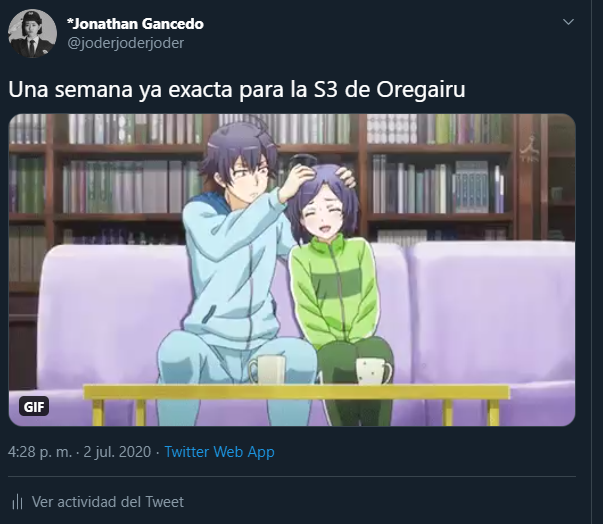 *Jonathan Gancedo
@joderjoderjoder
Una semana ya exacta para la S3 de Oregairu
TBS
GIF
4:28 p. m. · 2 jul. 2020 · Twitter Web App
Ver actividad del Tweet